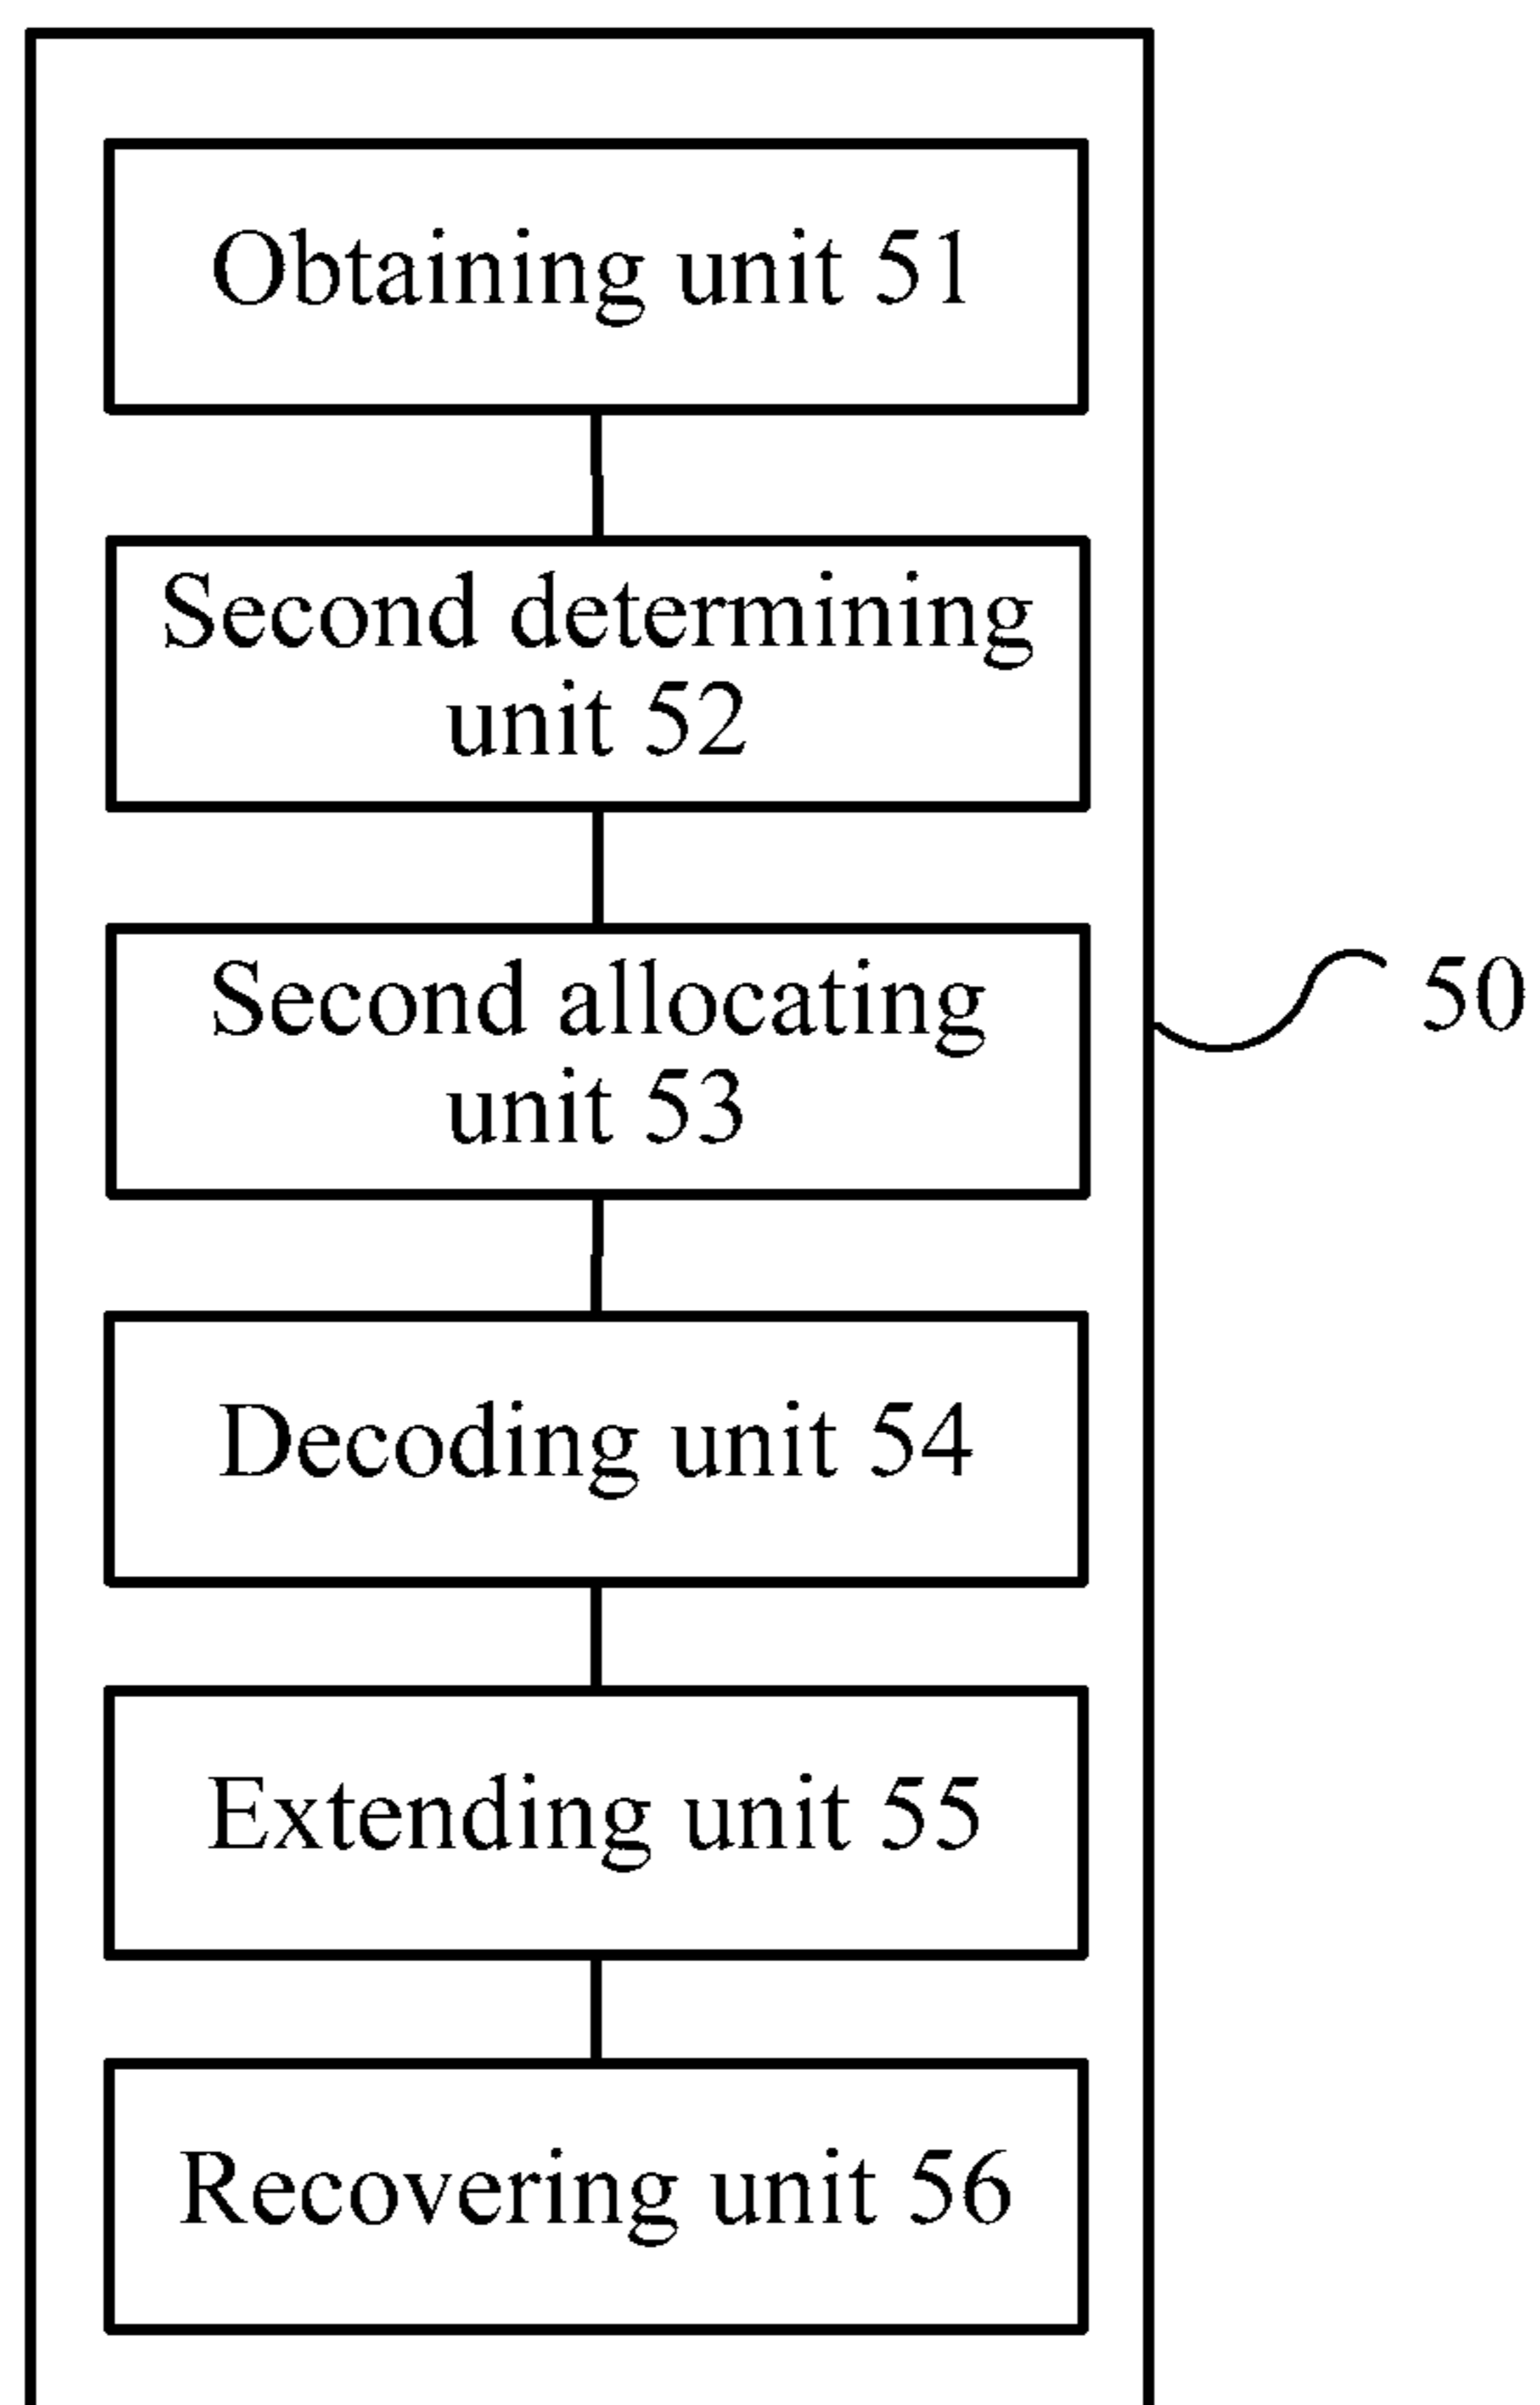 Obtaining unit 51
Second determining
unit 52
Second allocating
unit 53
50
Decoding unit 54
Extending unit 55
Recovering unit 56